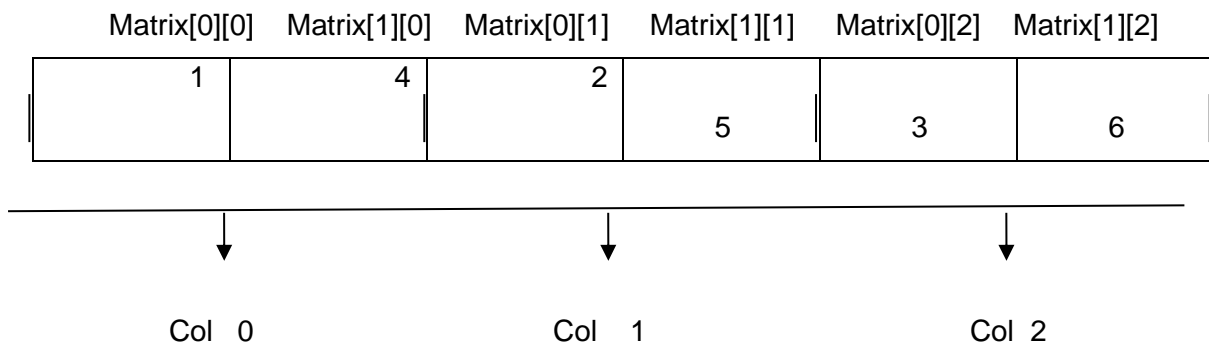 Matrix[0][0] Matrix[1][0] Matrix[0][1] Matrix[1][1] Matrix[0][2] Matrix[1][2]
1 4 2
5 3 6
Col 0 Col 1 Col 2